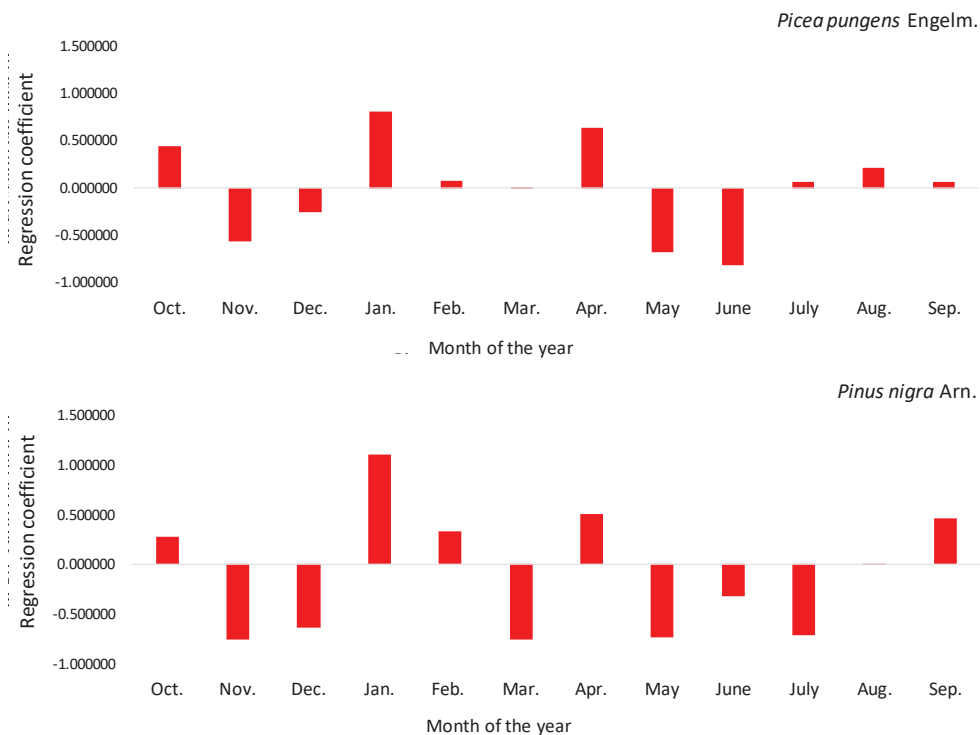 Picea pungens Engelm.
Regression coefficient
1.500000
1.000000
0.500000
0.000000
-0.500000
-1.000000
Oct. Nov. Dec. Jan. Feb. Mar. Apr. May June July Aug. Sep.
Month of the year
Pinus nigra Arn.
Regression coefficient
1.500000
1.000000
0.500000
0.000000
-0.500000
-1.000000
Oct. Nov. Dec. Jan. Feb. Mar. Apr. May June July Aug. Sep.
Month of the year